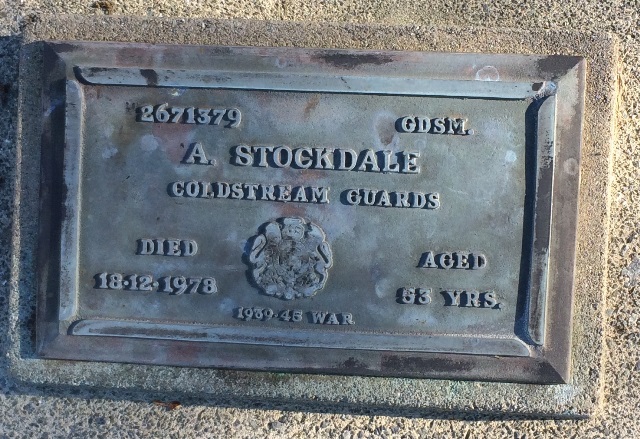 2671379 GDSM.
A. STOCKDALE
COLDSTREAM GUARDS
DIED AGED
18·12·1978 53 YRS.
1939·45 WAR.